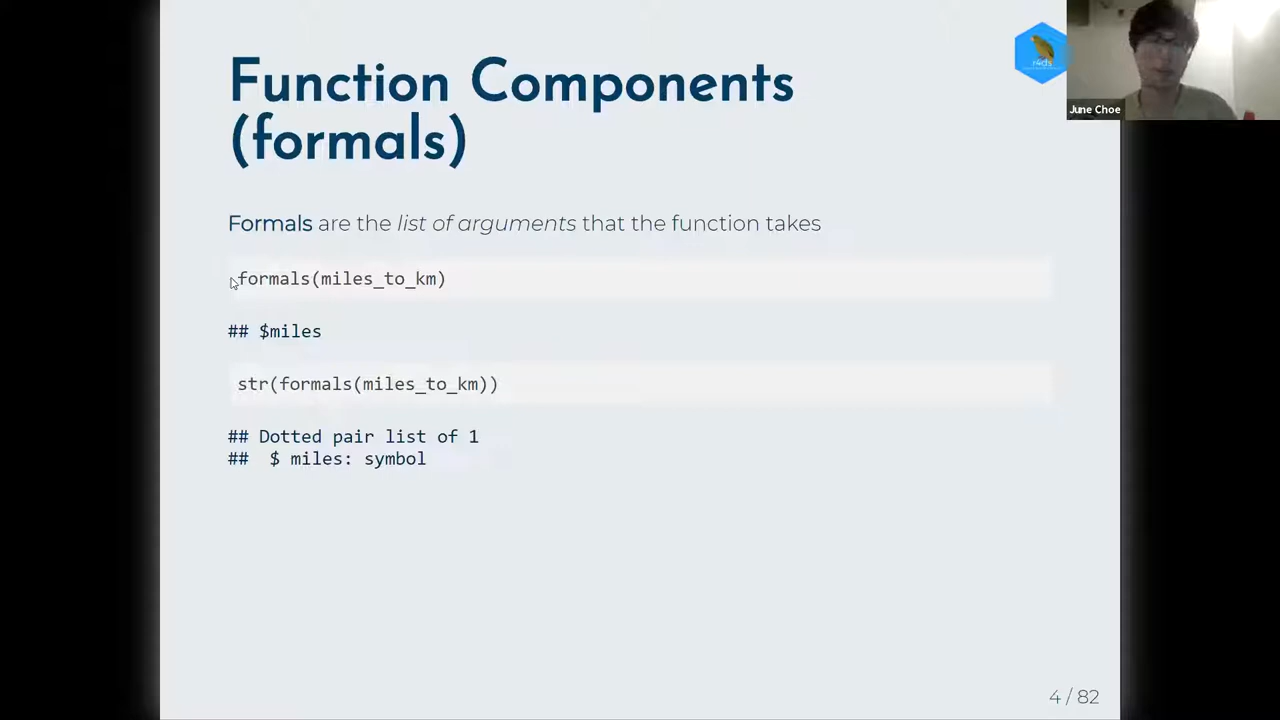 Function Components
(formals)
r4ds
June Choe
Formals are the list of arguments that the function takes
formals(miles_to_km)
## $miles
str(formals(miles_to_km))
## Dotted pair list of 1
##  $ miles: symbol
4 / 82